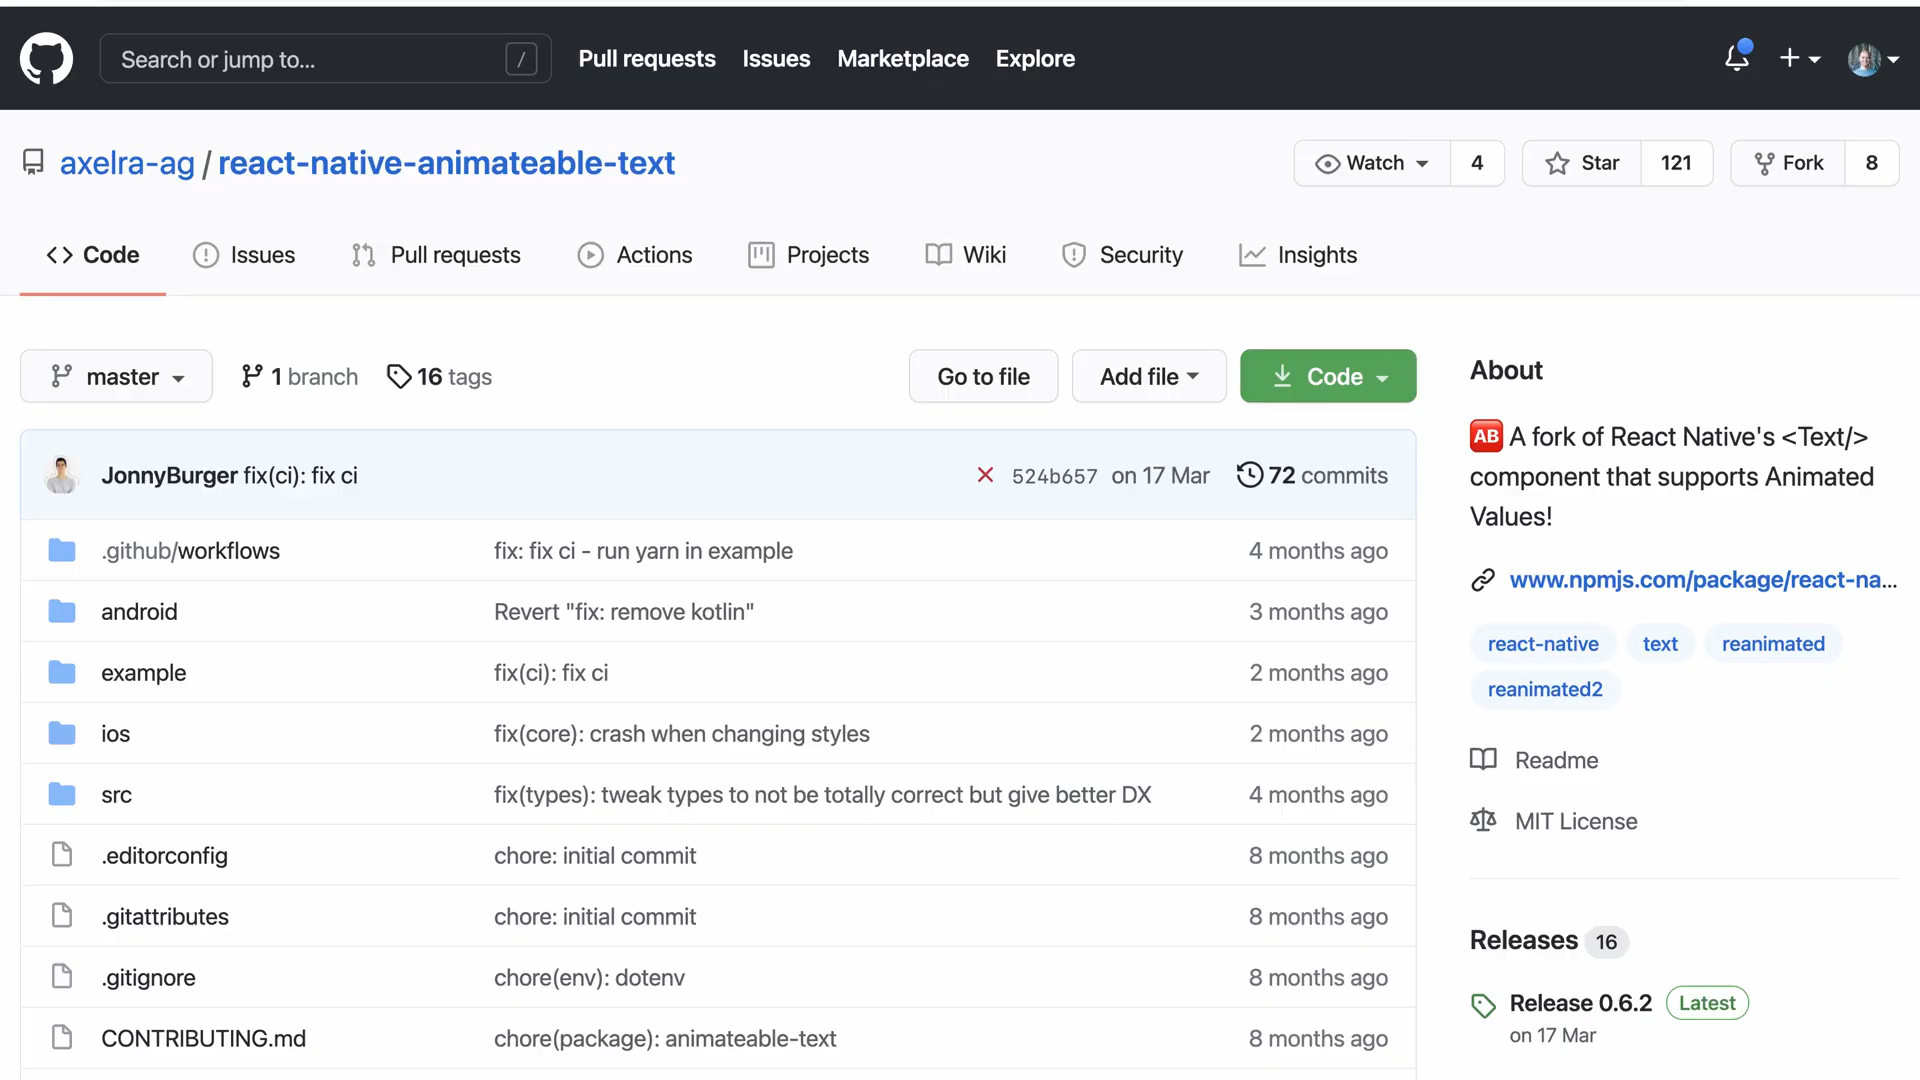 Search or jump to... /
Pull requests Issues Marketplace Explore
axelra-ag / react-native-animateable-text
Watch 4 Star 121 Fork 8
Code Issues Pull requests Actions Projects Wiki Security Insights
master 1 branch 16 tags Go to file Add file Code
JonnyBurger fix(ci): fix ci 524b657 on 17 Mar 72 commits
.github/workflows fix: fix ci - run yarn in example 4 months ago
android Revert "fix: remove kotlin" 3 months ago
example fix(ci): fix ci 2 months ago
ios fix(core): crash when changing styles 2 months ago
src fix(types): tweak types to not be totally correct but give better DX 4 months ago
.editorconfig chore: initial commit 8 months ago
.gitattributes chore: initial commit 8 months ago
.gitignore chore(env): dotenv 8 months ago
CONTRIBUTING.md chore(package): animateable-text 8 months ago
About
🆎 A fork of React Native's <Text/>
component that supports Animated
Values!
www.npmjs.com/package/react-na...
react-native text reanimated
reanimated2
Readme
MIT License
Releases 16
Release 0.6.2 Latest
on 17 Mar